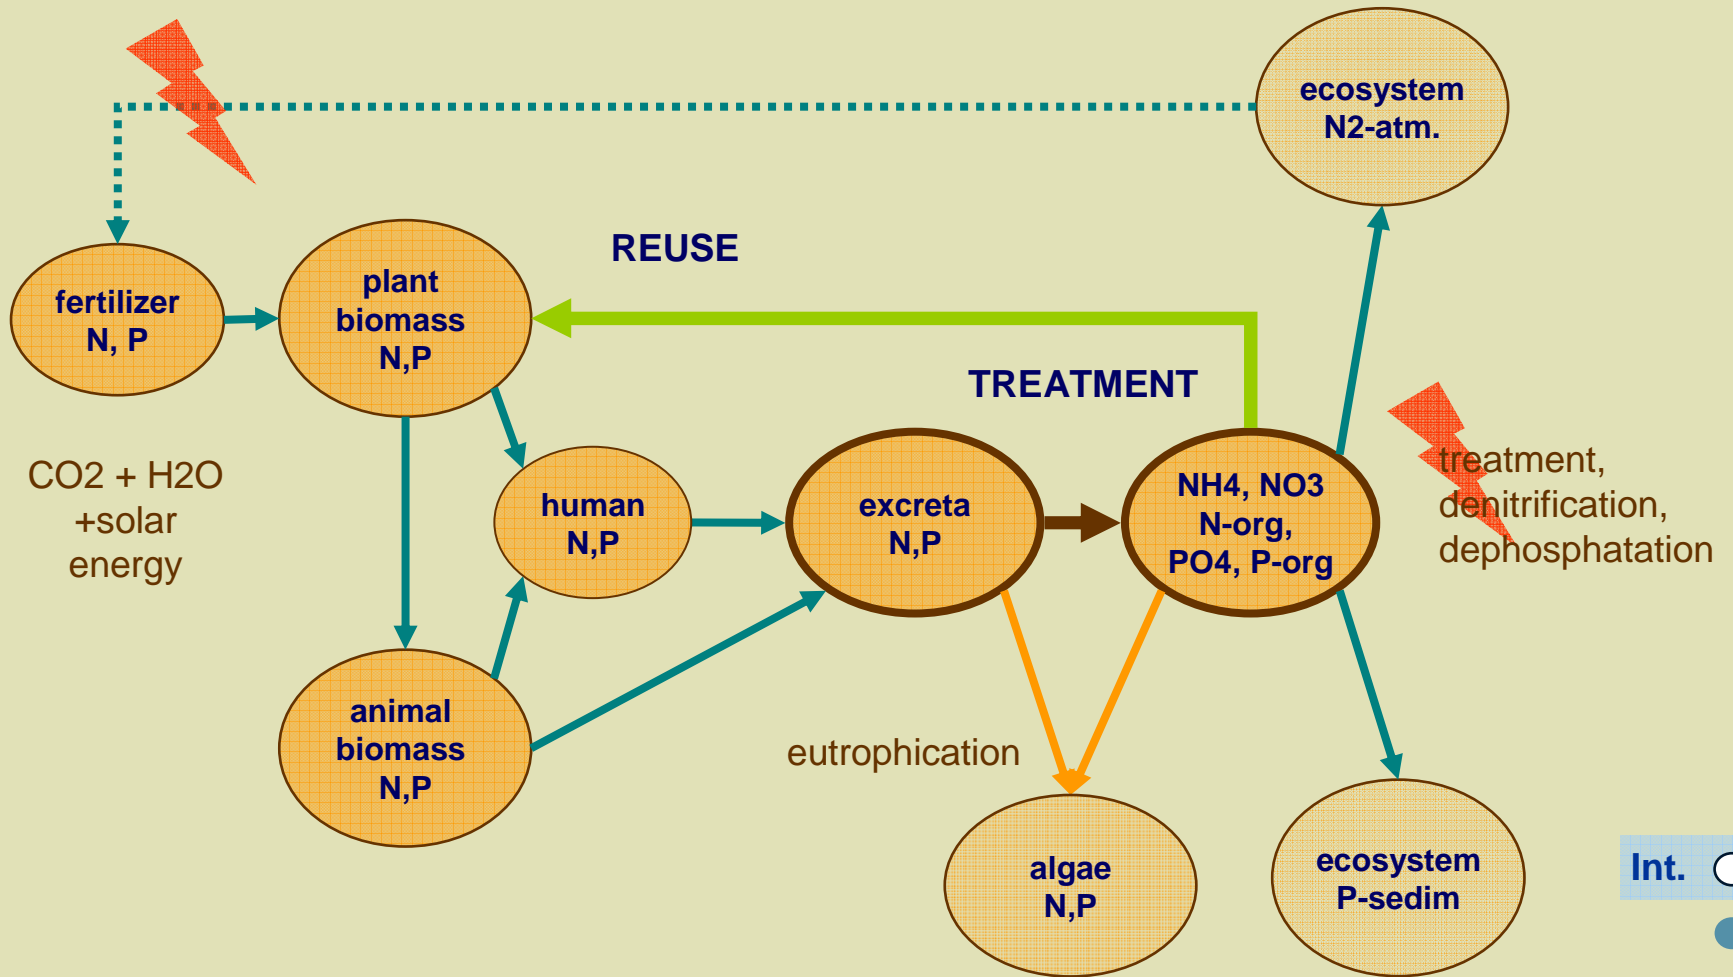 ecosystem
N2-atm.
REUSE
fertilizer
N, P
plant
biomass
N,P
TREATMENT
CO2 + H2O
+solar
energy
human
N,P
excreta
N,P
NH4, NO3
N-org,
PO4, P-org
treatment,
denitrification,
dephosphatation
animal
biomass
N,P
eutrophication
algae
N,P
ecosystem
P-sedim
Int.